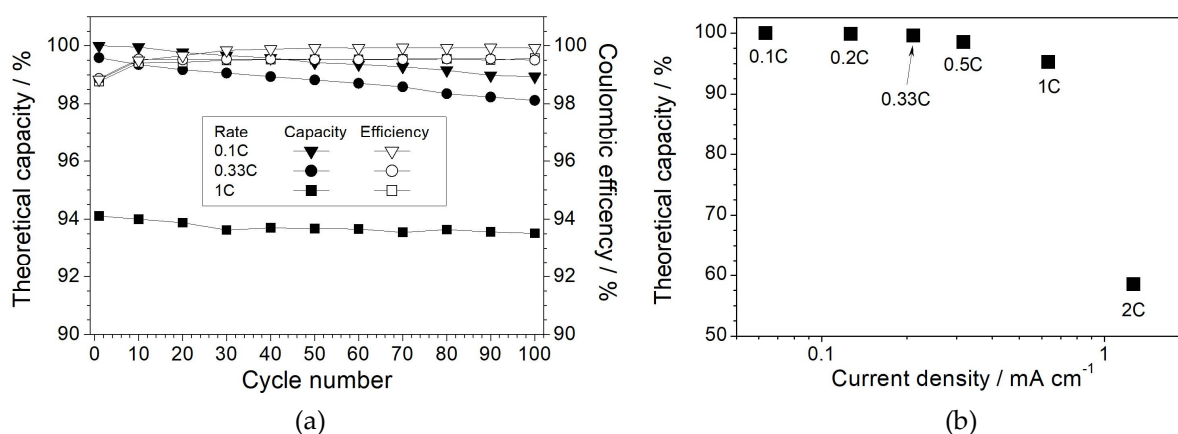 Theoretical capacity / %
100
98
96
94
92
90
100
98
96
94
92
90
Coulombic efficency / %
Rate Capacity Efficiency
0.1C
0.33C
1C
0 10 20 30 40 50 60 70 80 90 100
Cycle number
(a)
Theoretical capacity / %
100
90
80
70
60
50
0.1C
0.2C
0.33C
0.5C
1C
2C
0.1 1
Current density / mA cm⁻¹
(b)